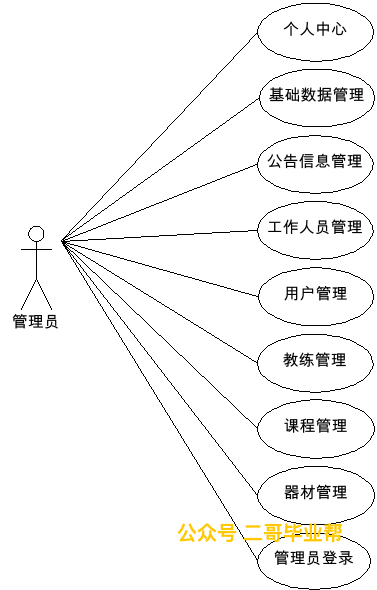 个人中心
基础数据管理
公告信息管理
工作人员管理
用户管理
管理员
教练管理
课程管理
器材管理
公众号 二哥毕业帮
管理员登录